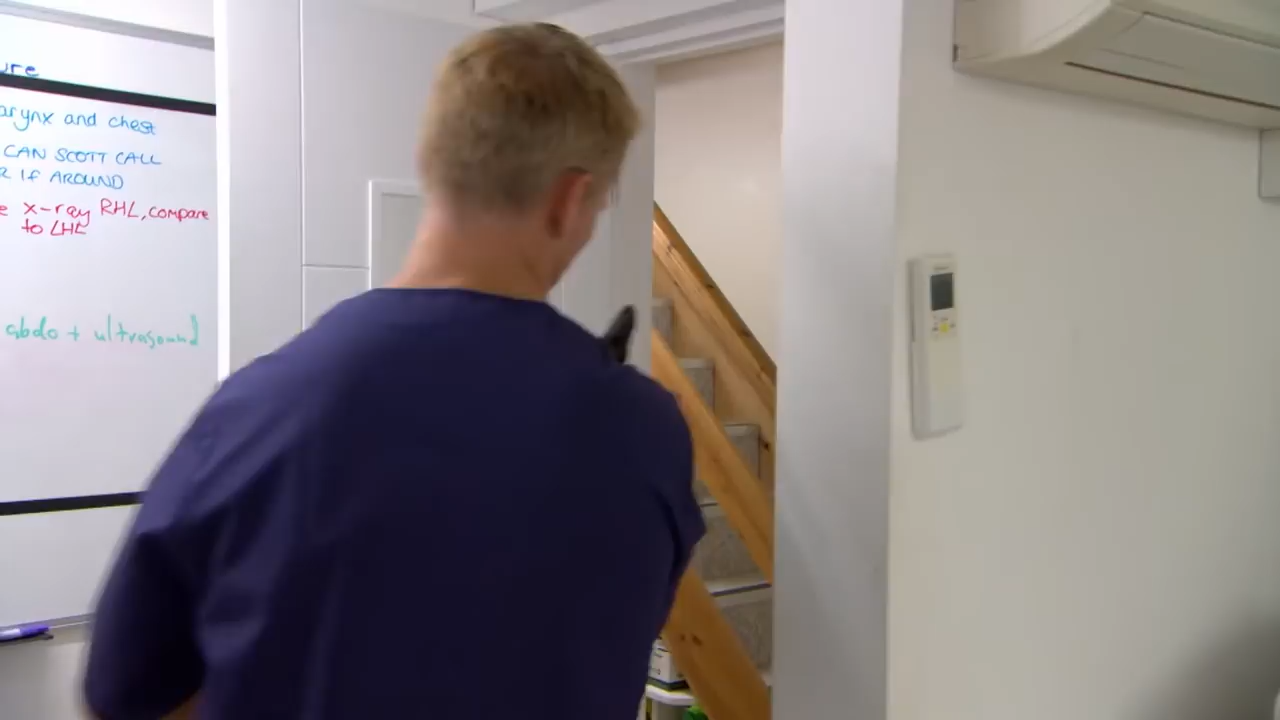 ure
arynx and chest
CAN SCOTT CALL
IF AROUND
x-ray RHL, compare
to LHL
abdo + ultrasound